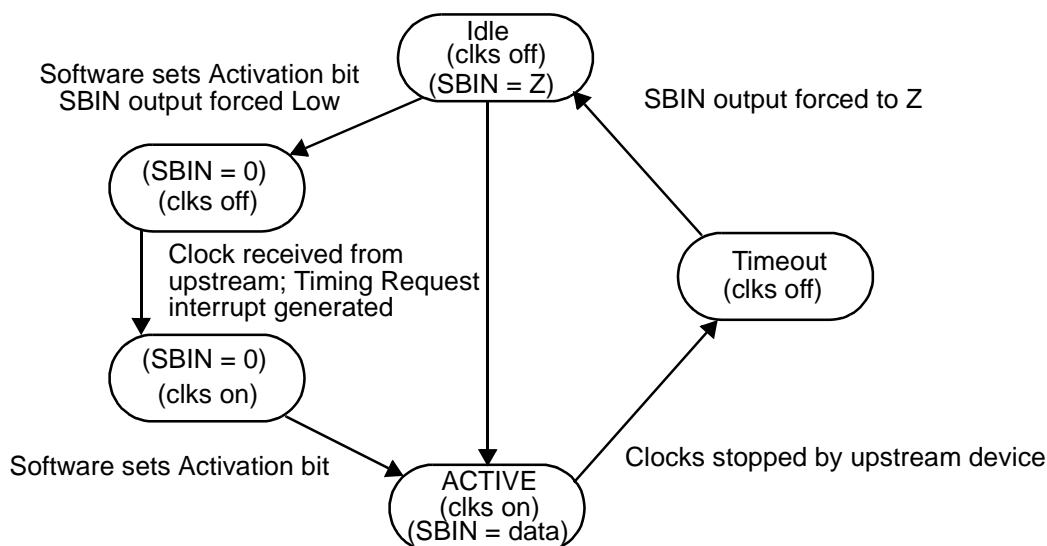 Idle
(clks off)
(SBIN = Z)
Software sets Activation bit
SBIN output forced Low
SBIN output forced to Z
(SBIN = 0)
(clks off)
Clock received from
upstream; Timing Request
interrupt generated
Timeout
(clks off)
(SBIN = 0)
(clks on)
Software sets Activation bit
Clocks stopped by upstream device
ACTIVE
(clks on)
(SBIN = data)